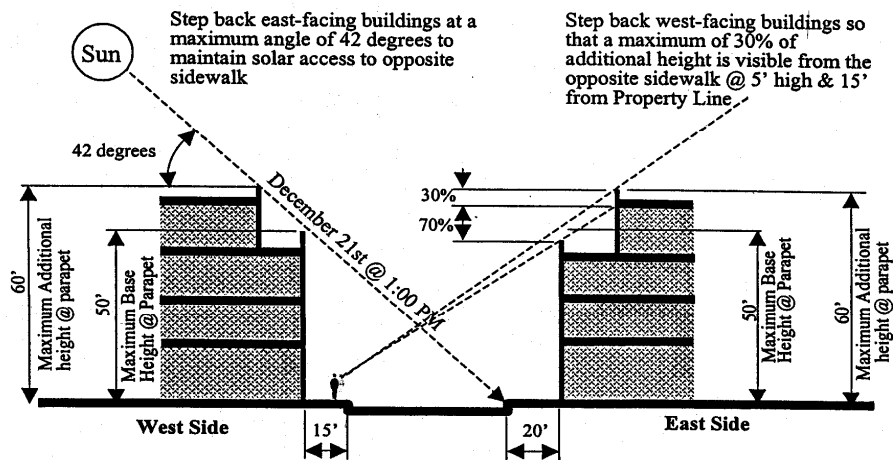 Step back east-facing buildings at a
maximum angle of 42 degrees to
maintain solar access to opposite
sidewalk
Step back west-facing buildings so
that a maximum of 30% of
additional height is visible from the
opposite sidewalk @ 5' high & 15'
from Property Line
Sun
42 degrees
December 21st @ 1:00 PM
30%
70%
60'
Maximum Additional
height @ parapet
50'
Maximum Base
Height @ Parapet
50'
Maximum Base
Height @ Parapet
60'
Maximum Additional
height @ parapet
West Side
15'
20'
East Side